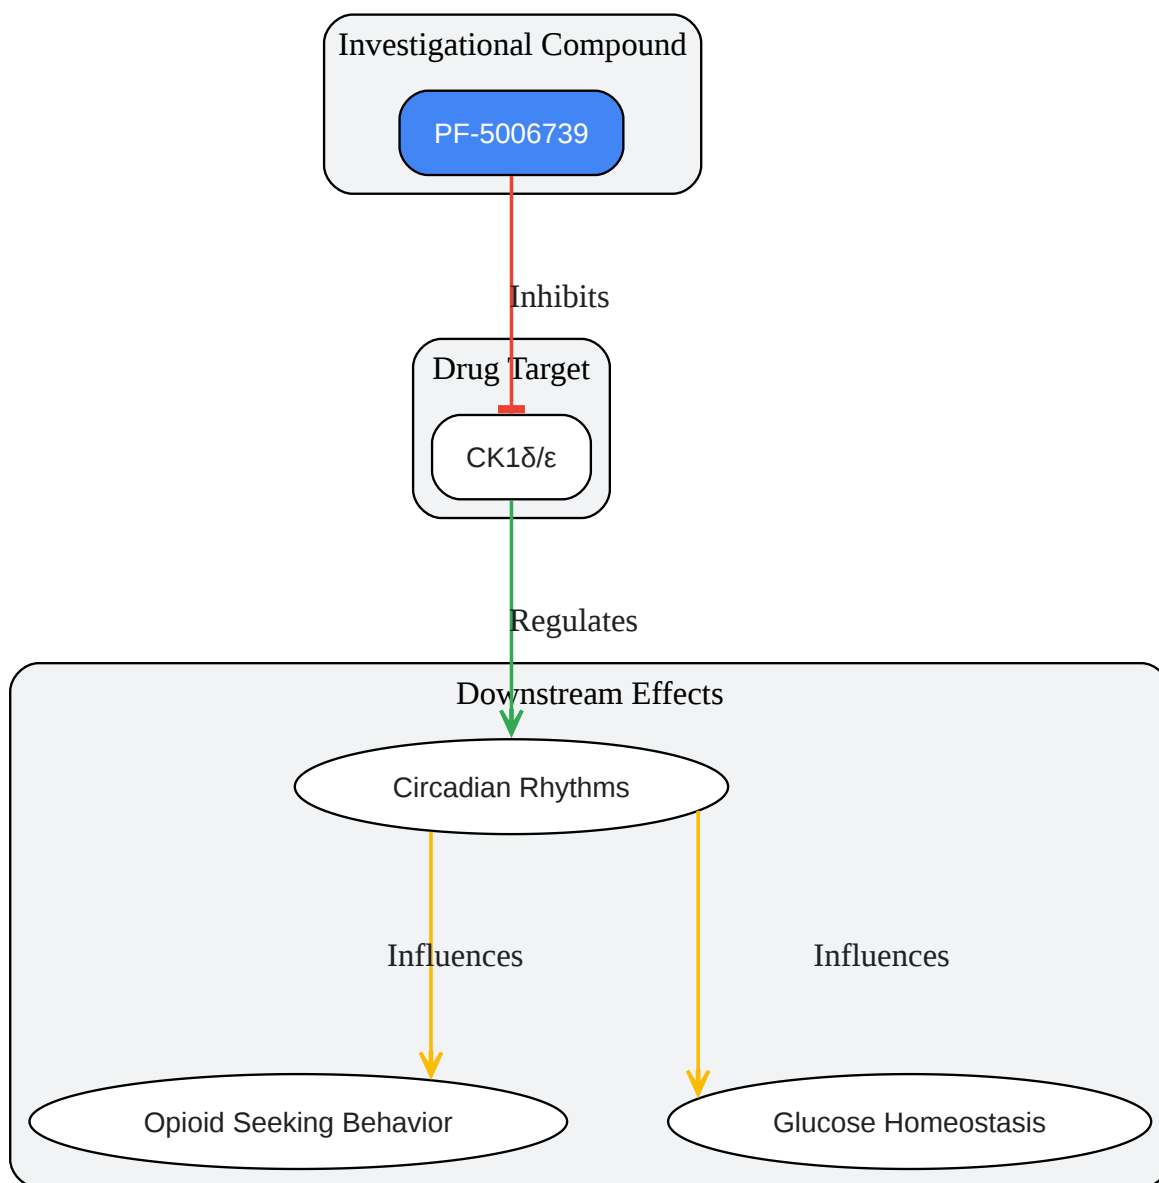 Investigational Compound
PF-5006739
Inhibits
Drug Target
CK1δ/ε
Regulates
Downstream Effects
Circadian Rhythms
Influences
Influences
Opioid Seeking Behavior
Glucose Homeostasis